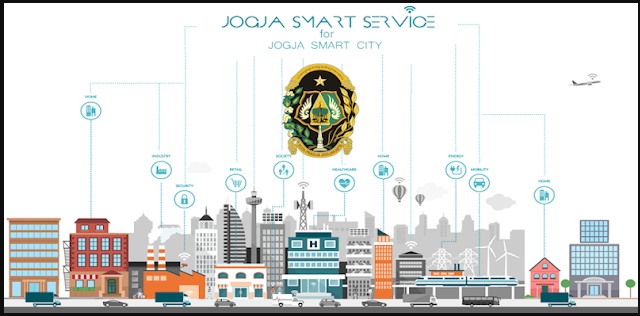 JOGJA SMART SERVICE
for
JOGJA SMART CITY
HOME
INDUSTRY
SECURITY
RETAIL
SOCIETY
HEALTHCARE
HOME
ENERGY
MOBILITY
HOME
H